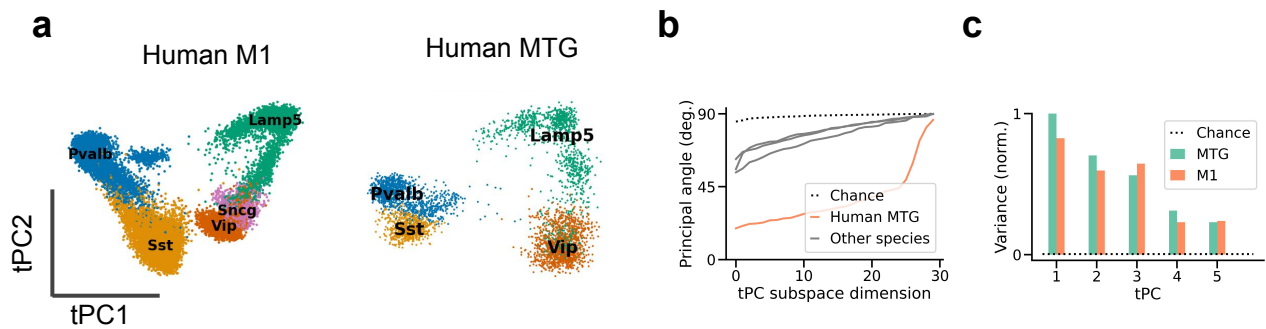 a
Human M1
Human MTG
Pvalb
Lamp5
Sncg
Vip
Sst
tPC2
tPC1
Lamp5
Pvalb
Sst
Vip
b
Principal angle (deg.)
90
45
0
Chance
Human MTG
Other species
0
10
20
30
tPC subspace dimension
c
Variance (norm.)
1
0
Chance
MTG
M1
1
2
3
4
5
tPC